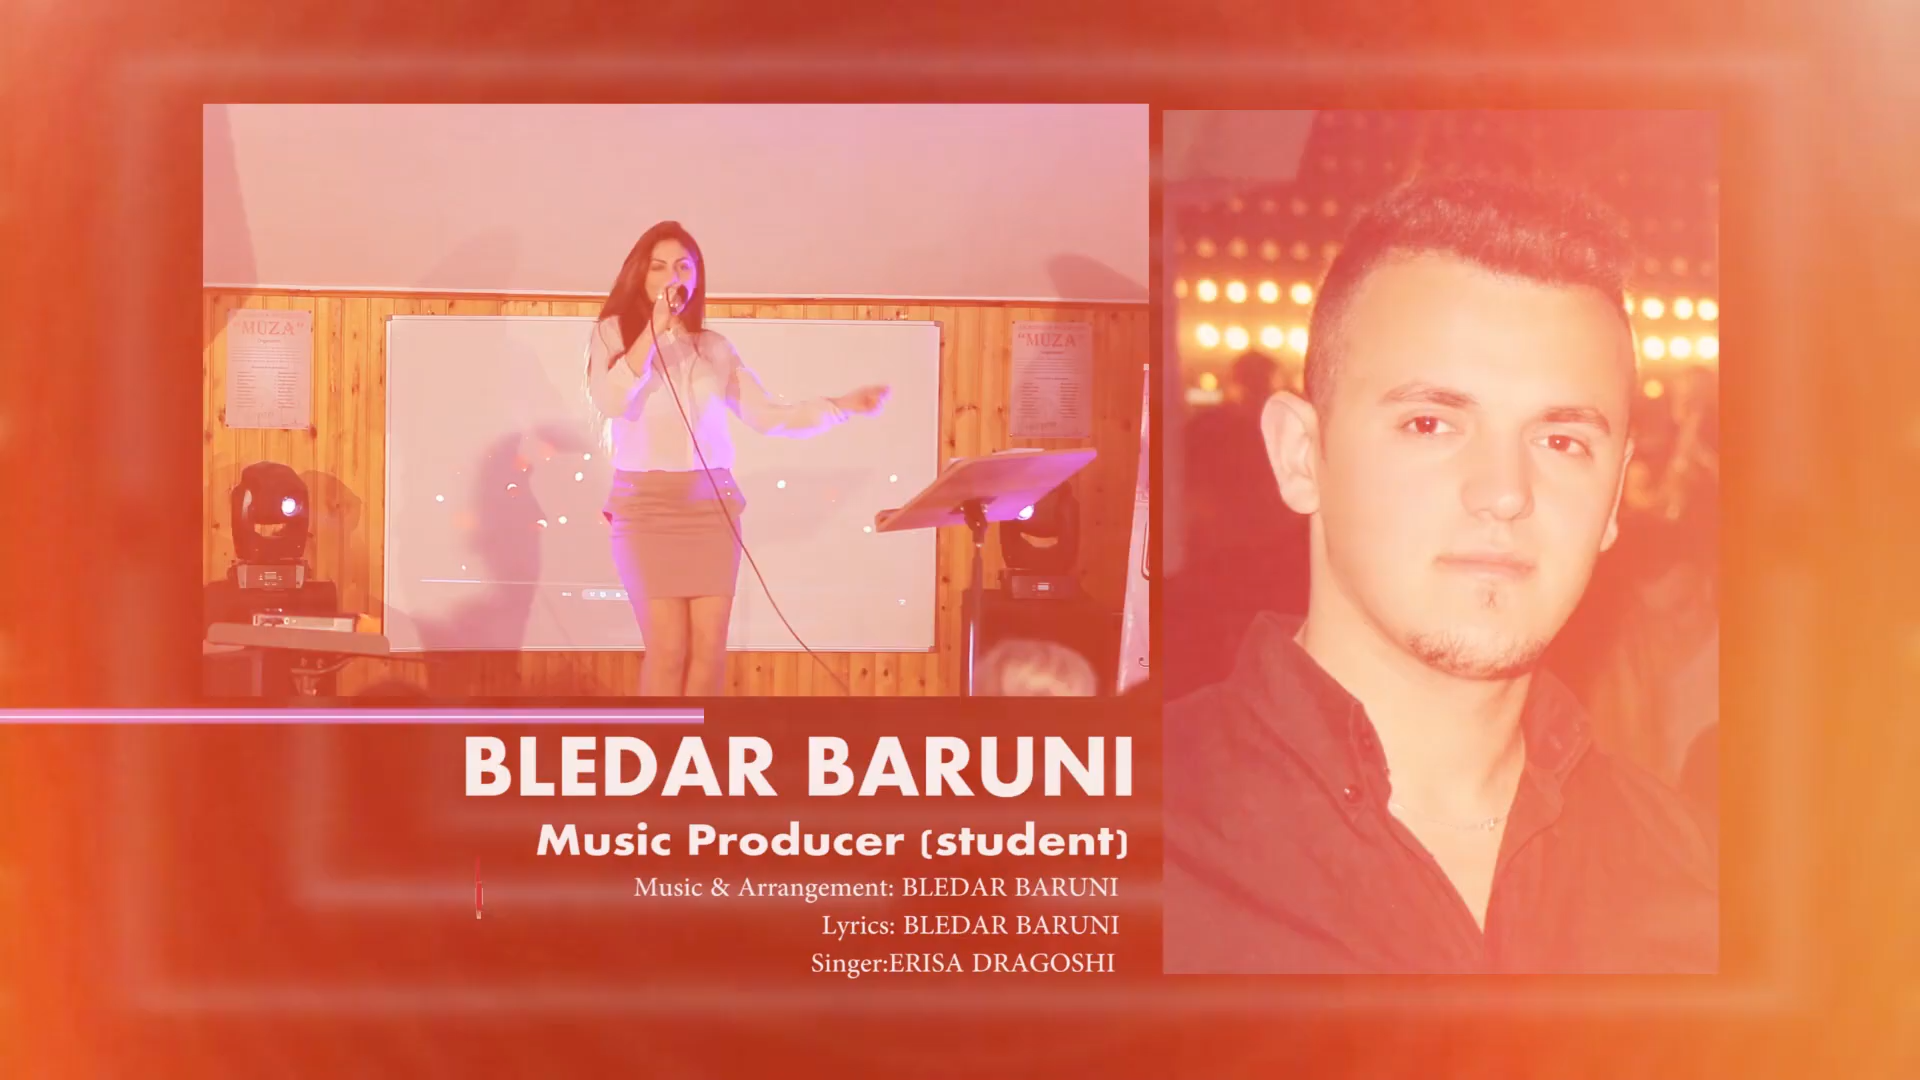 "MUZA"
"MUZA"
BLEDAR BARUNI
Music Producer (student)
Music & Arrangement: BLEDAR BARUNI
Lyrics: BLEDAR BARUNI
Singer:ERISA DRAGOSHI